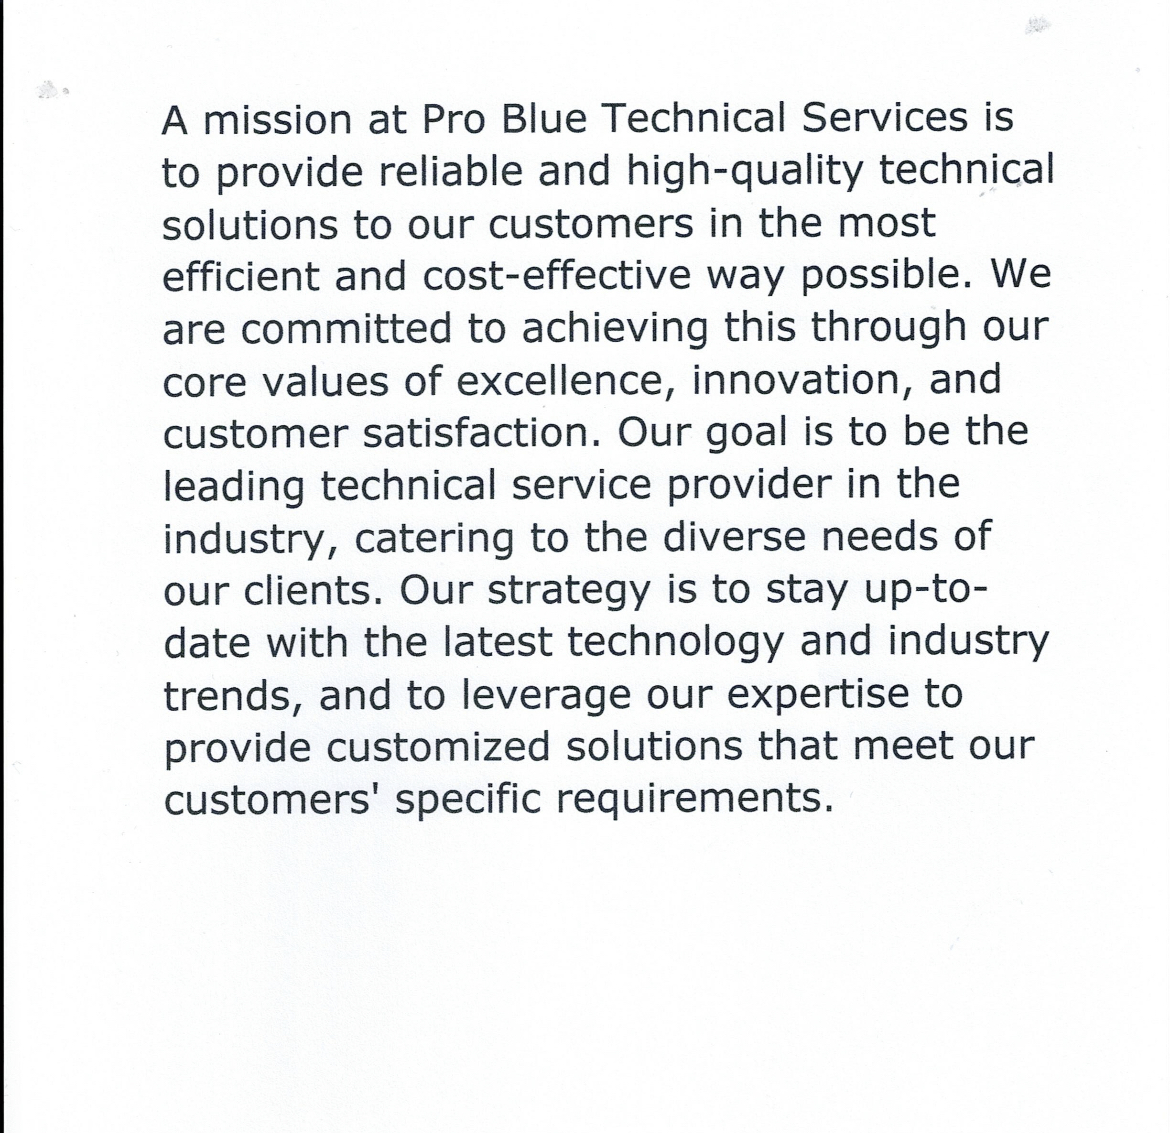 A mission at Pro Blue Technical Services is
to provide reliable and high-quality technical
solutions to our customers in the most
efficient and cost-effective way possible. We
are committed to achieving this through our
core values of excellence, innovation, and
customer satisfaction. Our goal is to be the
leading technical service provider in the
industry, catering to the diverse needs of
our clients. Our strategy is to stay up-to-
date with the latest technology and industry
trends, and to leverage our expertise to
provide customized solutions that meet our
customers' specific requirements.